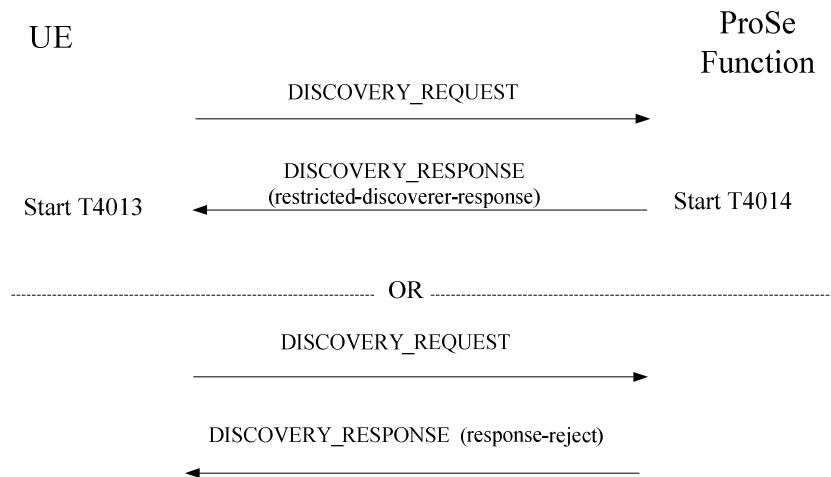 UE
ProSe
Function
DISCOVERY_REQUEST
DISCOVERY_RESPONSE
(restricted-discoverer-response)
Start T4013
Start T4014
OR
DISCOVERY_REQUEST
DISCOVERY_RESPONSE (response-reject)